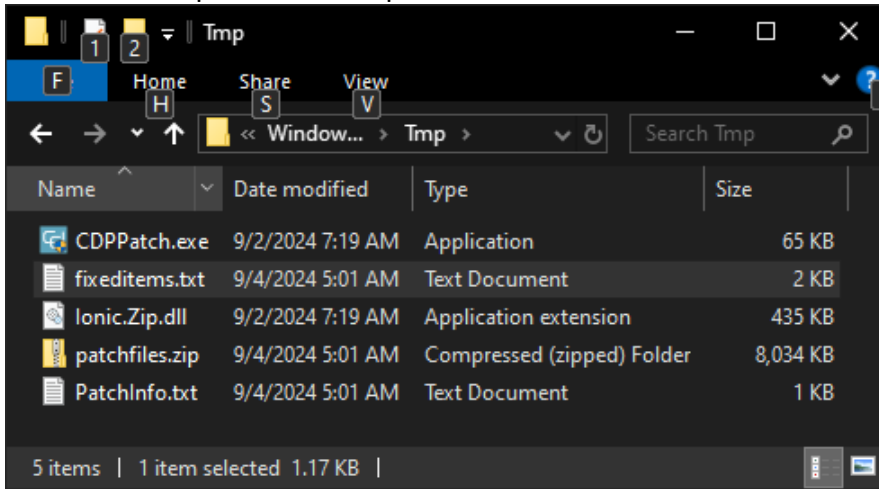 Tmp
1 2
F Home Share View
H S V
« Window... › Tmp › Search Tmp
Name Date modified Type Size
CDPPatch.exe 9/2/2024 7:19 AM Application 65 KB
fixeditems.txt 9/4/2024 5:01 AM Text Document 2 KB
Ionic.Zip.dll 9/2/2024 7:19 AM Application extension 435 KB
patchfiles.zip 9/4/2024 5:01 AM Compressed (zipped) Folder 8,034 KB
PatchInfo.txt 9/4/2024 5:01 AM Text Document 1 KB
5 items | 1 item selected 1.17 KB |